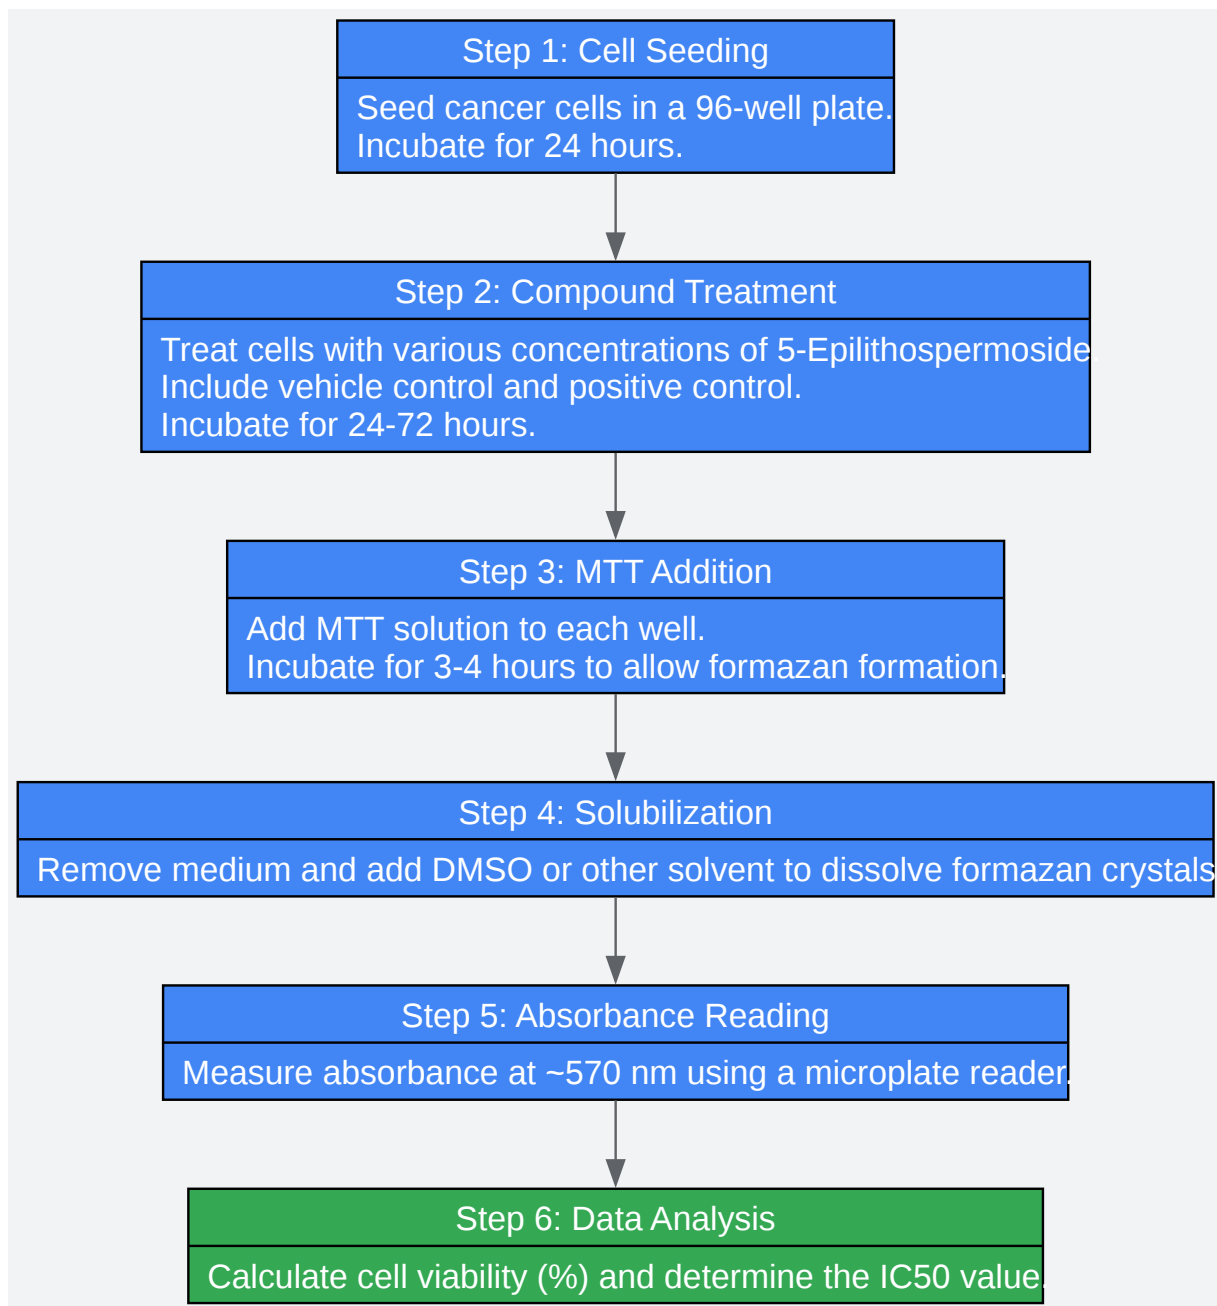 Step 1: Cell Seeding
Seed cancer cells in a 96-well plate.
Incubate for 24 hours.
Step 2: Compound Treatment
Treat cells with various concentrations of 5-Epilithospermoside.
Include vehicle control and positive control.
Incubate for 24-72 hours.
Step 3: MTT Addition
Add MTT solution to each well.
Incubate for 3-4 hours to allow formazan formation.
Step 4: Solubilization
Remove medium and add DMSO or other solvent to dissolve formazan crystals
Step 5: Absorbance Reading
Measure absorbance at ~570 nm using a microplate reader.
Step 6: Data Analysis
Calculate cell viability (%) and determine the IC50 value.